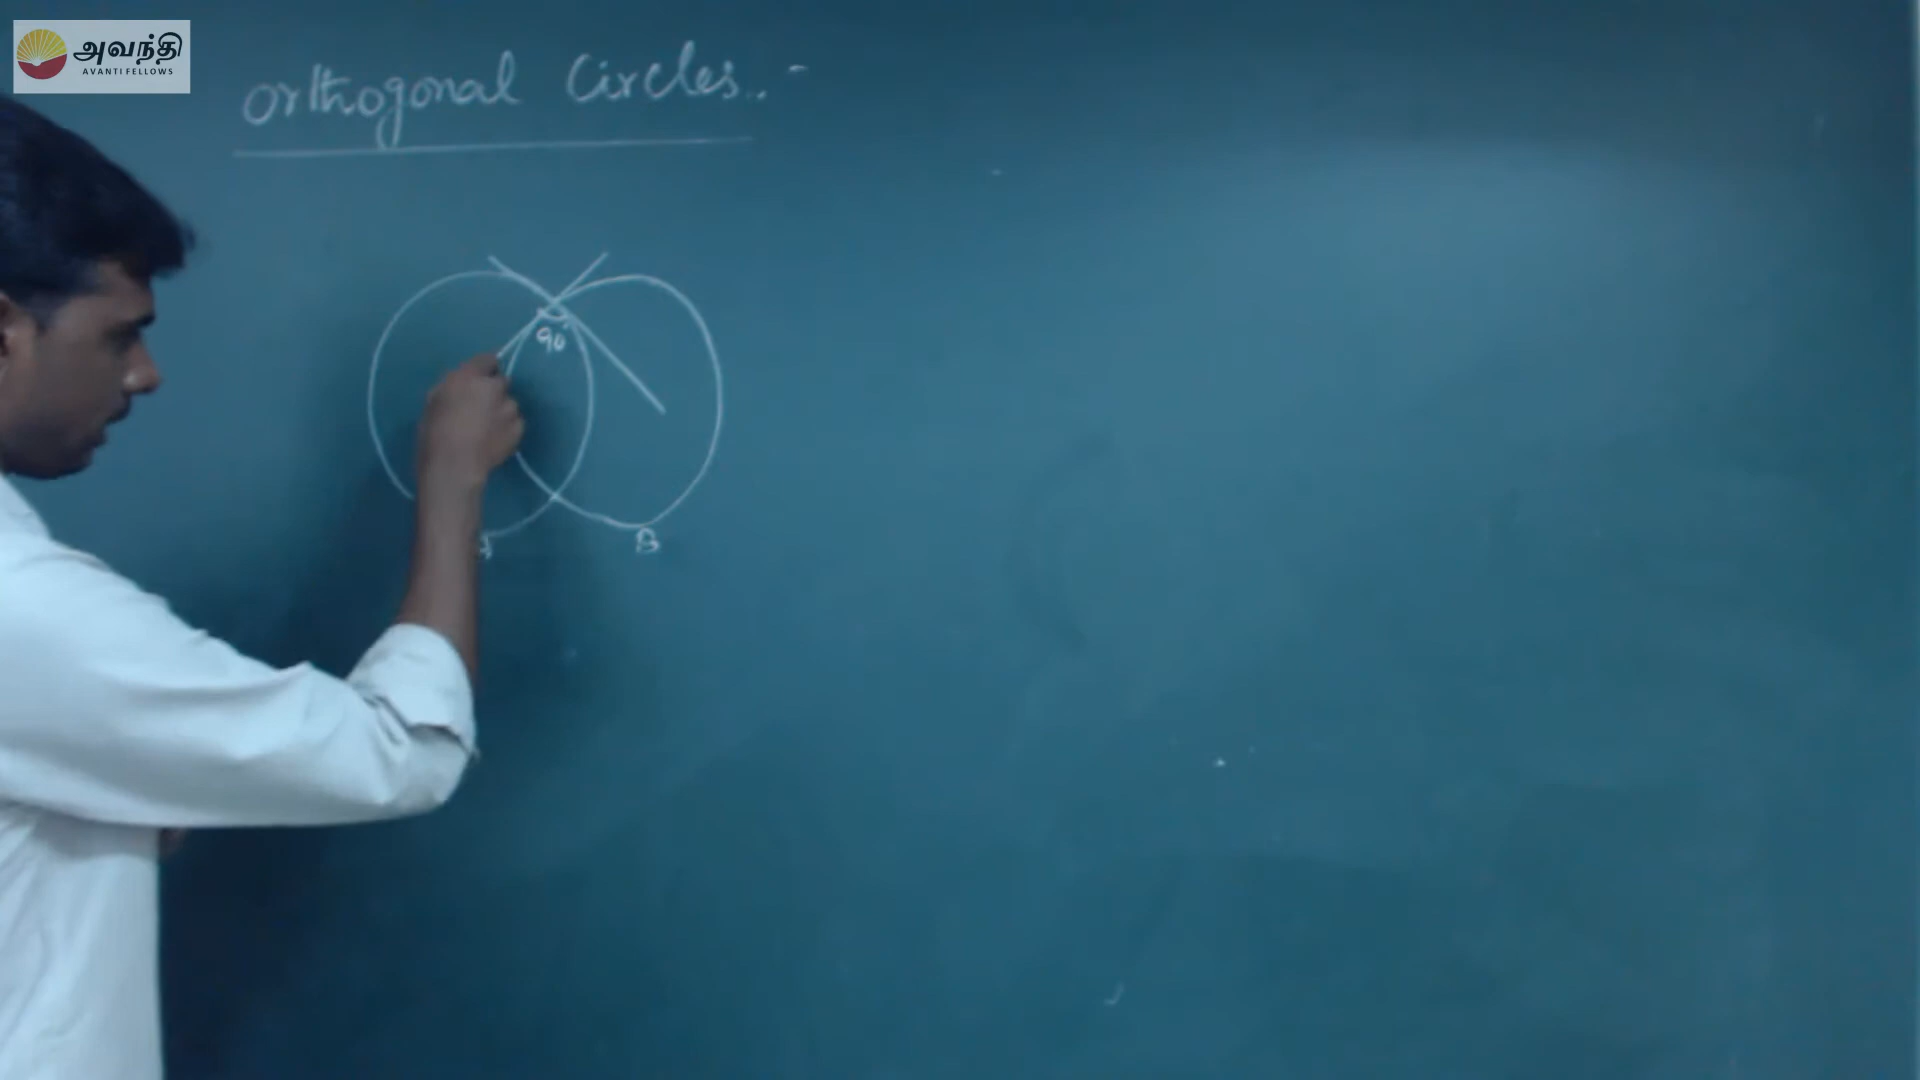 அவந்தி
AVANTI FELLOWS
Orthogonal Circles..-
90
B